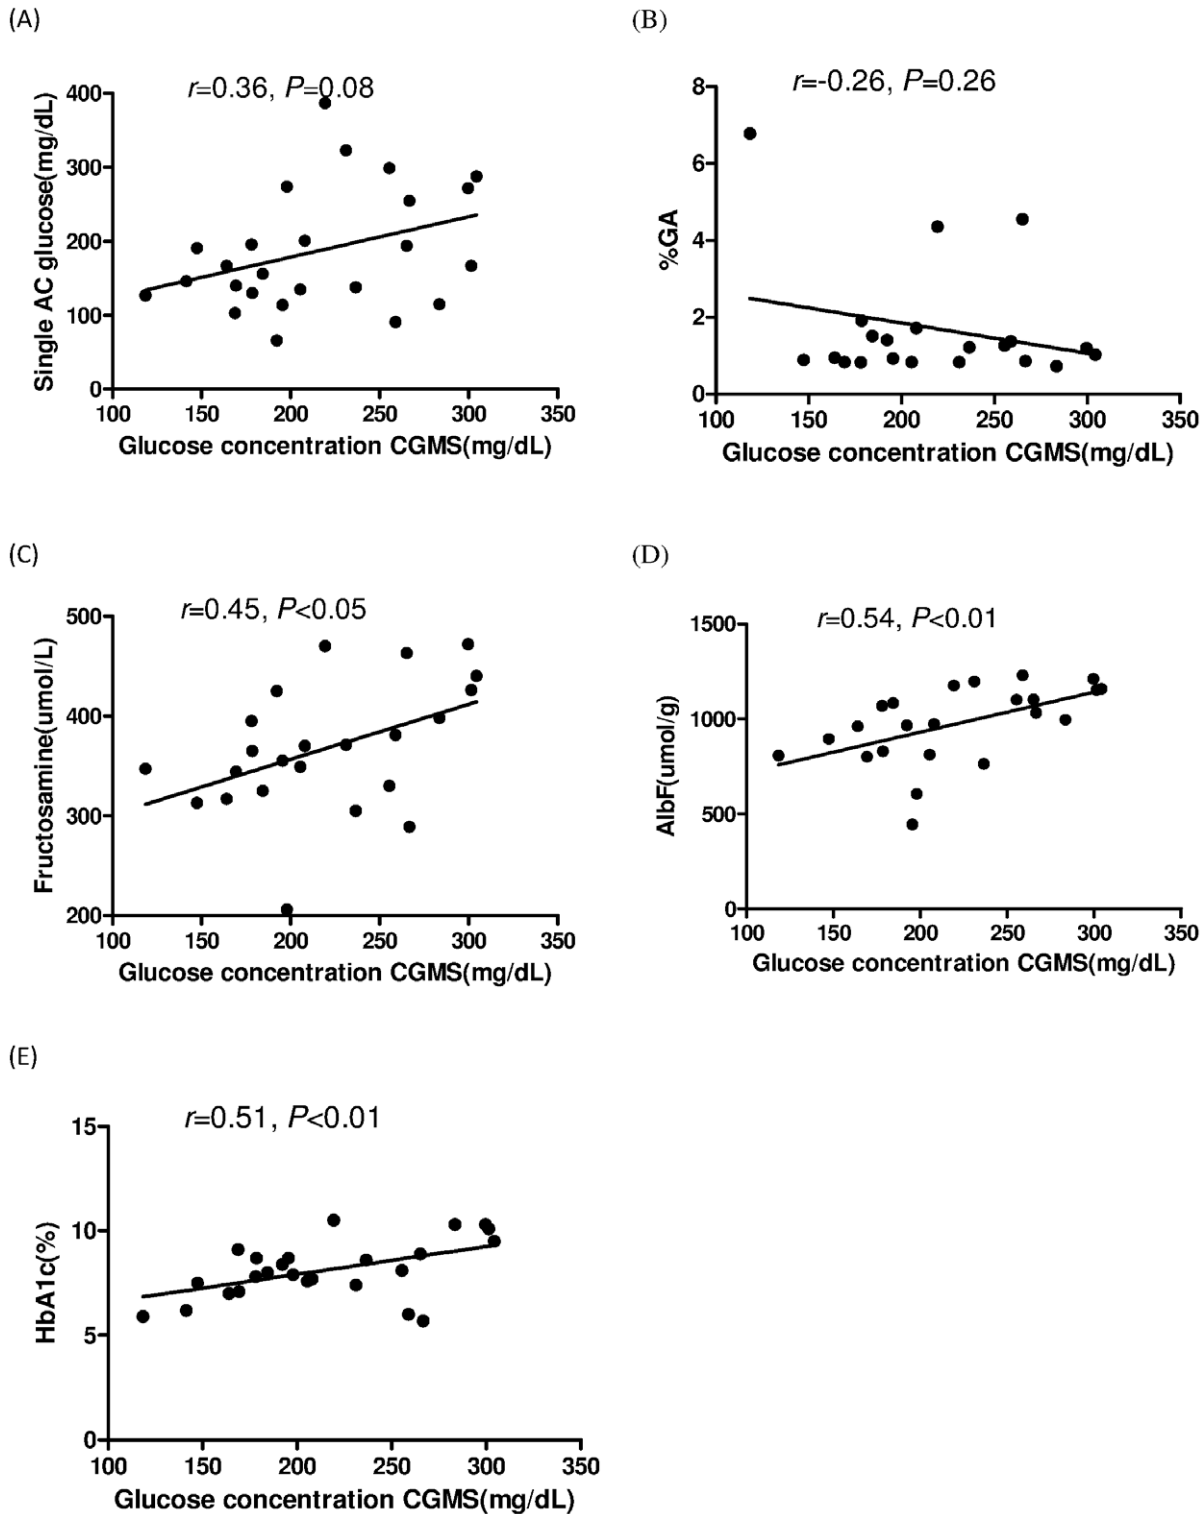 (A)
r=0.36, P=0.08
Single AC glucose(mg/dL)
400
300
200
100
0
100 150 200 250 300 350
Glucose concentration CGMS(mg/dL)
(B)
r=-0.26, P=0.26
%GA
8
6
4
2
0
100 150 200 250 300 350
Glucose concentration CGMS(mg/dL)
(C)
r=0.45, P<0.05
Fructosamine(umol/L)
500
400
300
200
100 150 200 250 300 350
Glucose concentration CGMS(mg/dL)
(D)
r=0.54, P<0.01
AlbF(umol/g)
1500
1000
500
0
100 150 200 250 300 350
Glucose concentration CGMS(mg/dL)
(E)
r=0.51, P<0.01
HbA1c(%)
15
10
5
0
100 150 200 250 300 350
Glucose concentration CGMS(mg/dL)